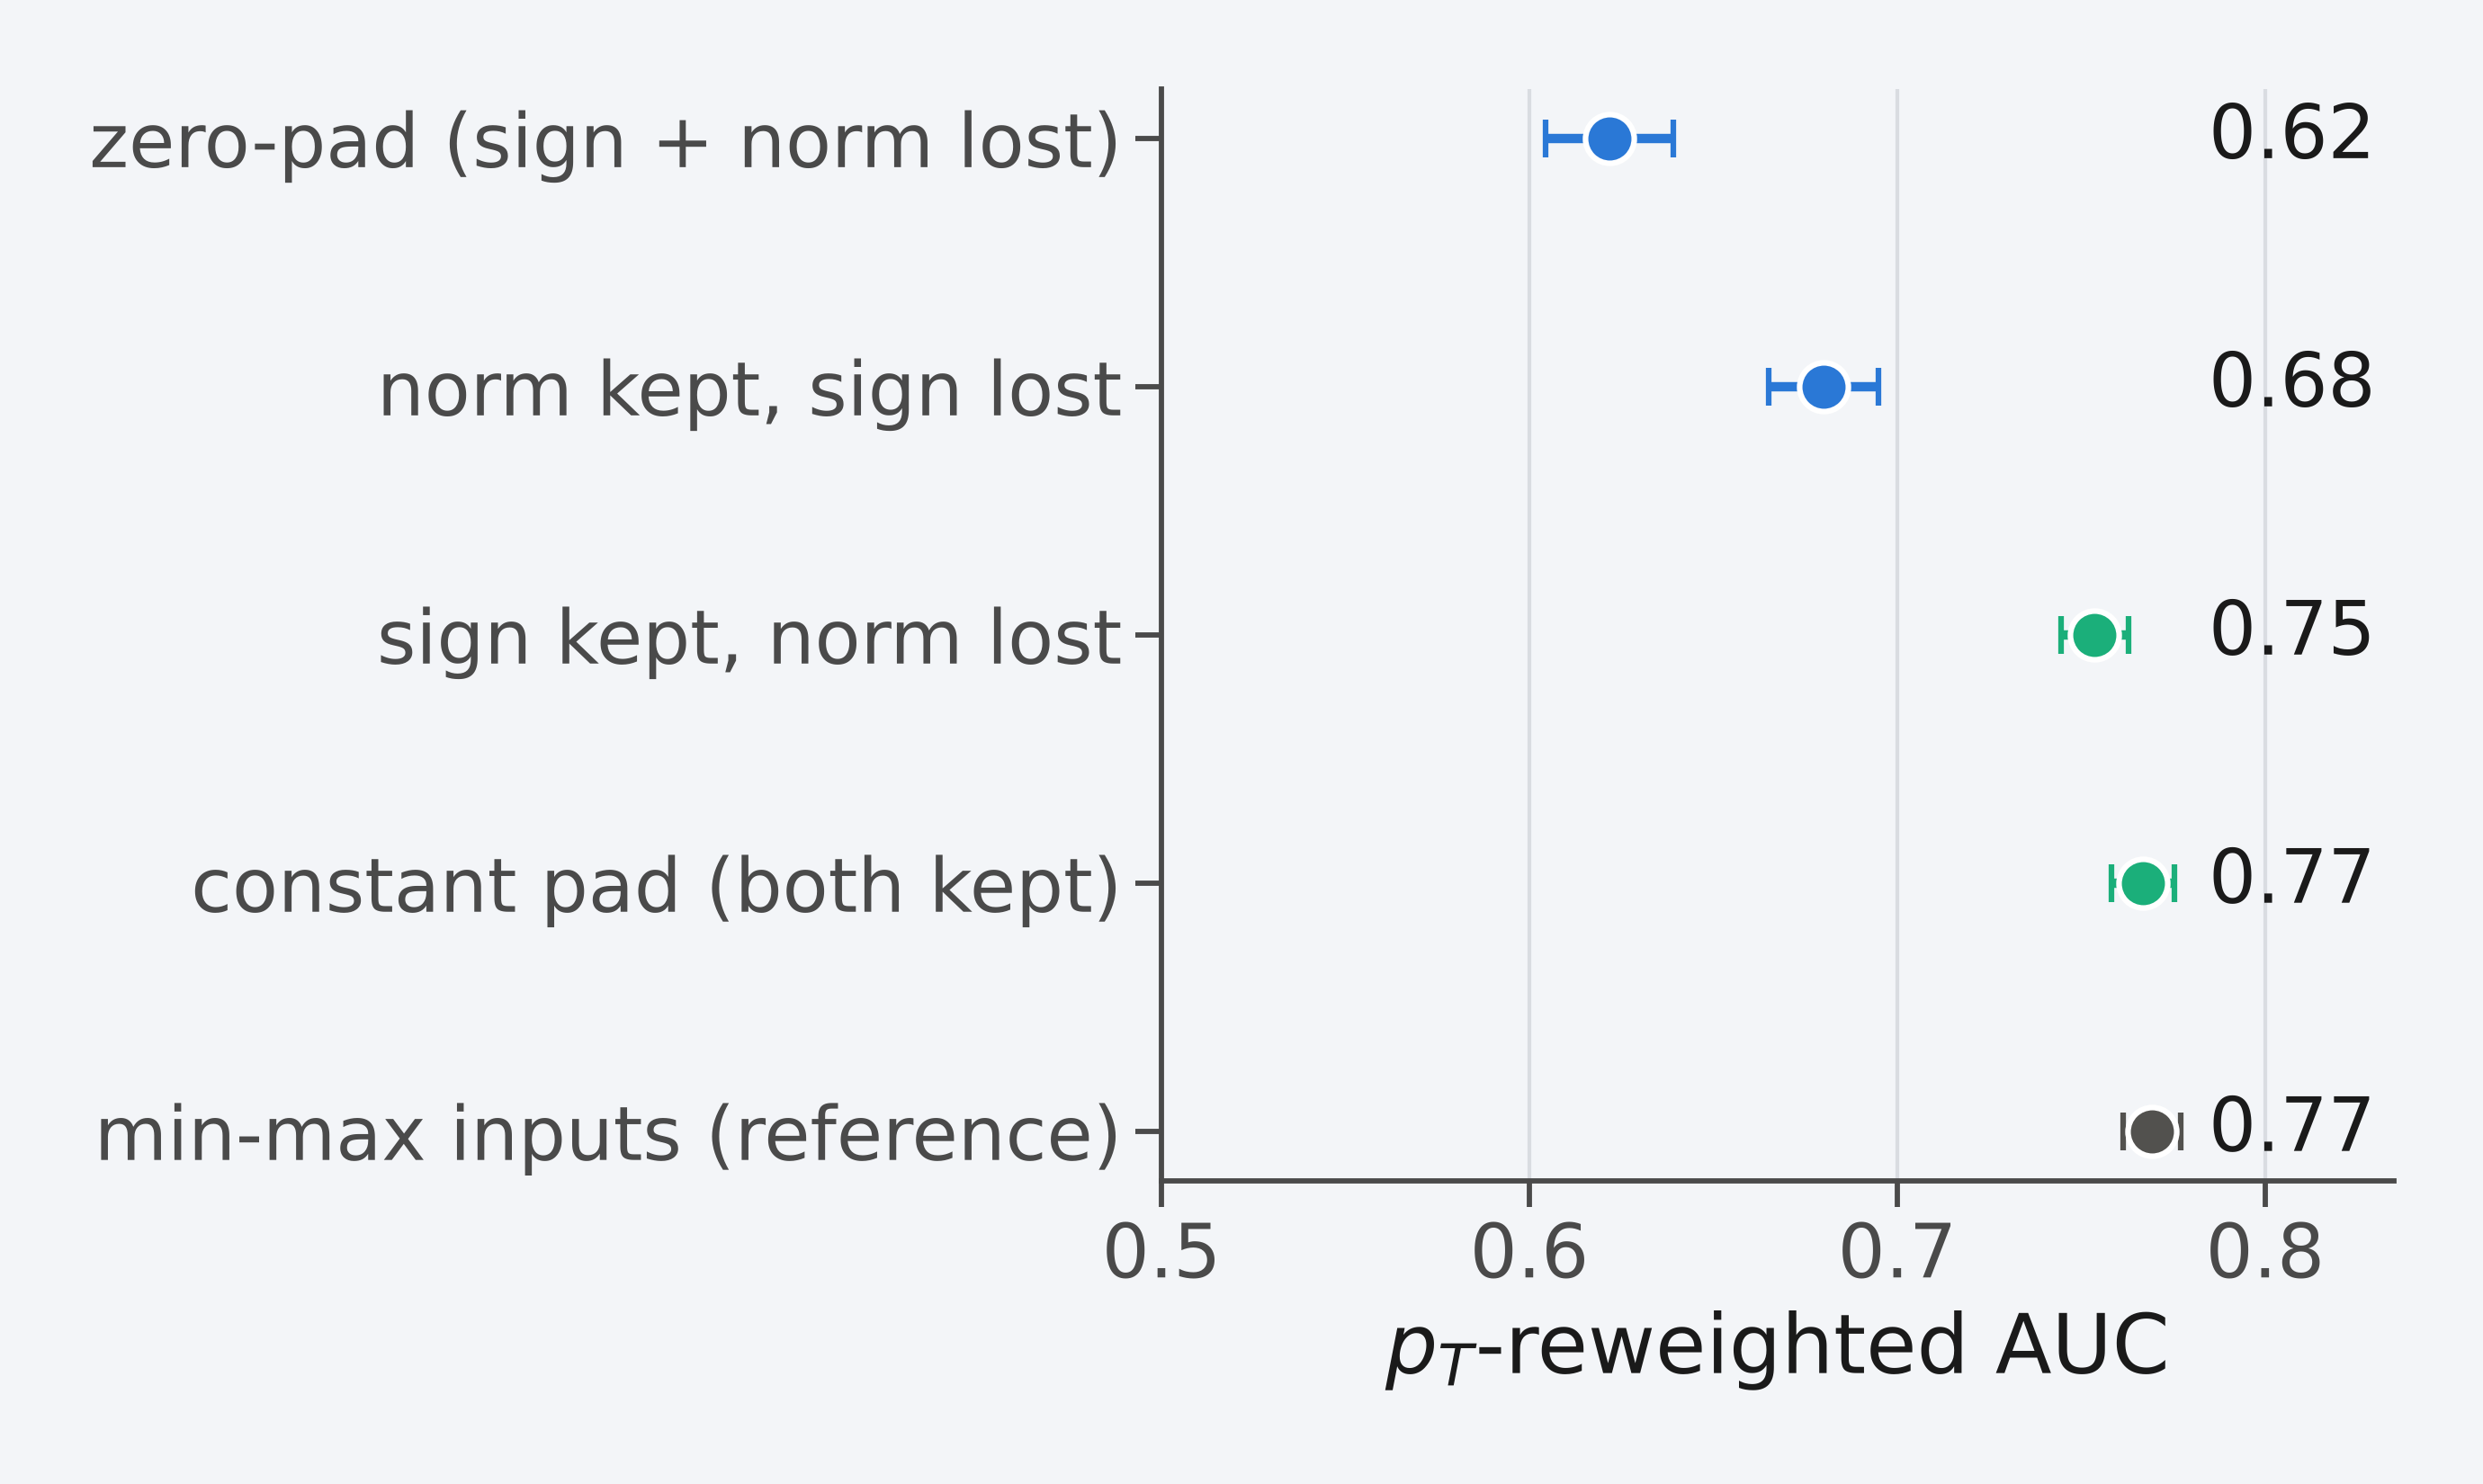 zero-pad (sign + norm lost) 0.62
norm kept, sign lost 0.68
sign kept, norm lost 0.75
constant pad (both kept) 0.77
min-max inputs (reference) 0.77
0.5 0.6 0.7 0.8
p_T-reweighted AUC